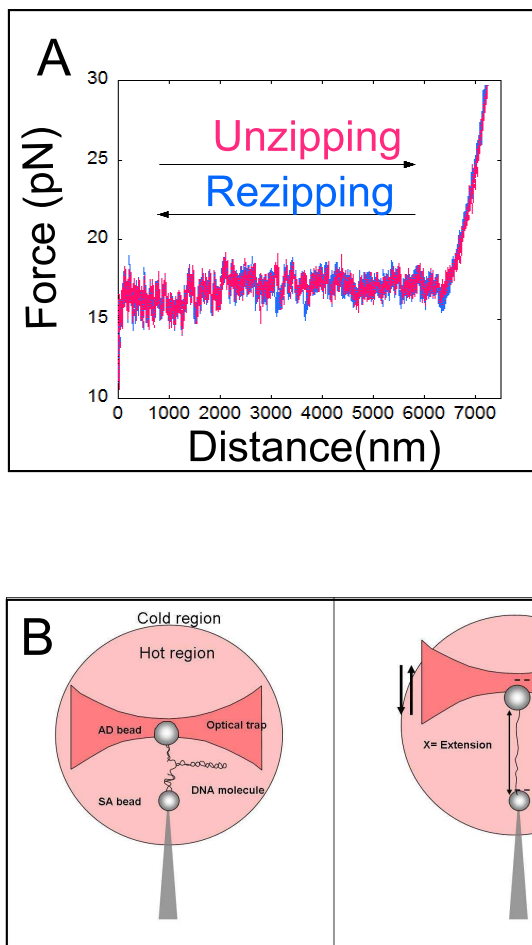 A
30
25
20
15
10
Force (pN)
Unzipping
Rezipping
0 1000 2000 3000 4000 5000 6000 7000
Distance(nm)
B
Cold region
Hot region
AD bead
Optical trap
DNA molecule
SA bead
X= Extension